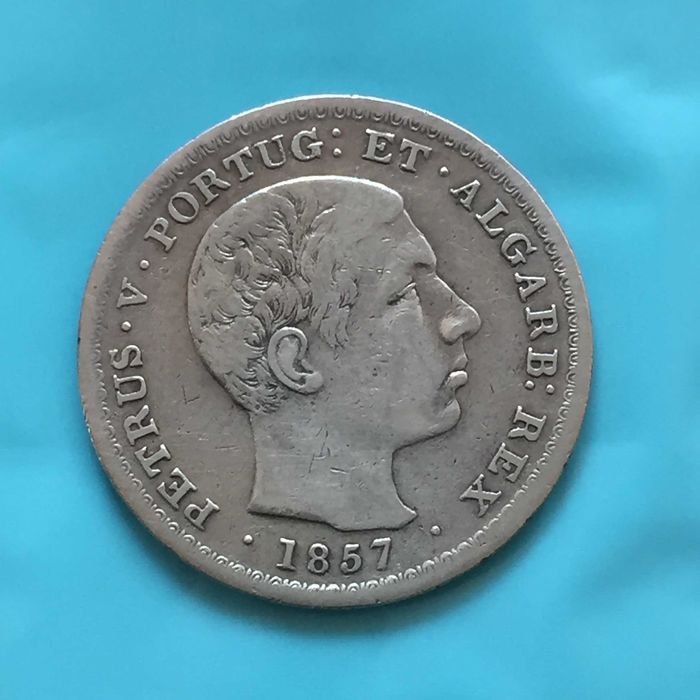 PETRUS · V · PORTUG: ET · ALGARB: REX
· 1857 ·